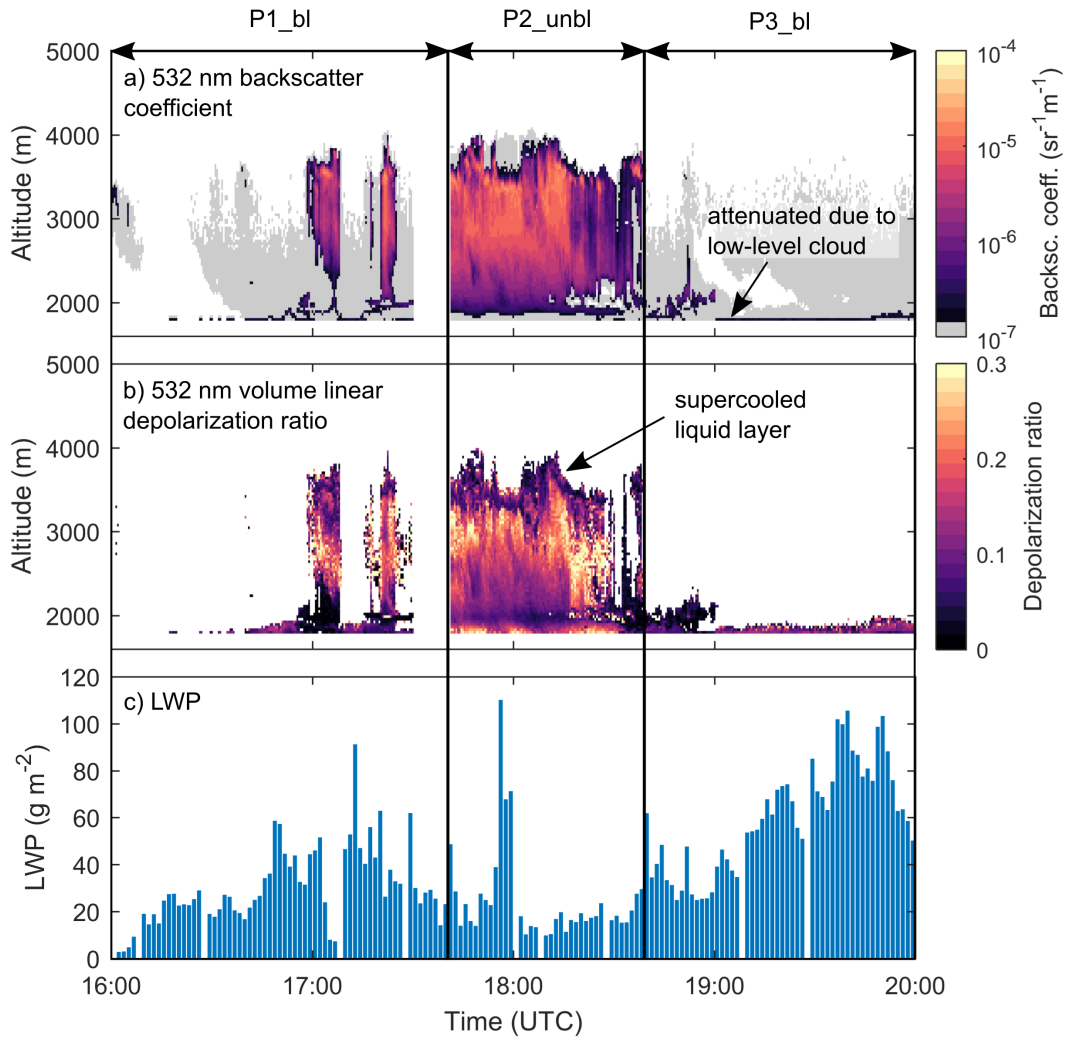 P1_bl P2_unbl P3_bl
5000
4000
3000
2000
Altitude (m)
a) 532 nm backscatter
coefficient
attenuated due to
low-level cloud
10-4
10-5
10-6
10-7
Backsc. coeff. (sr-1m-1)
5000
4000
3000
2000
Altitude (m)
b) 532 nm volume linear
depolarization ratio
supercooled
liquid layer
0.3
0.2
0.1
0
Depolarization ratio
120
100
80
60
40
20
0
LWP (g m-2)
c) LWP
16:00 17:00 18:00 19:00 20:00
Time (UTC)